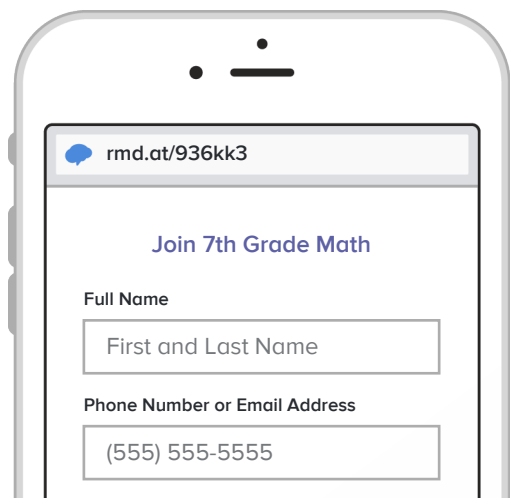 rmd.at/936kk3
Join 7th Grade Math
Full Name
First and Last Name
Phone Number or Email Address
(555) 555-5555